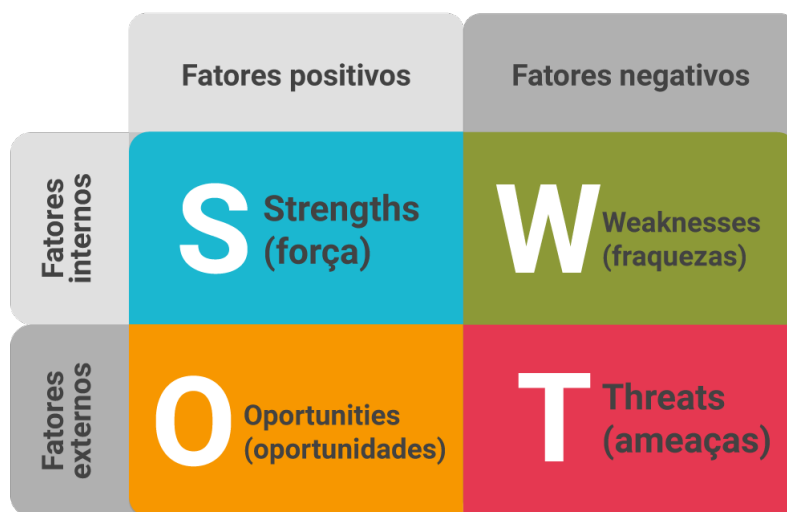 Fatores positivos
Fatores negativos
Fatores
internos
S
Strengths
(força)
W
Weaknesses
(fraquezas)
Fatores
externos
O
Oportunities
(oportunidades)
T
Threats
(ameaças)